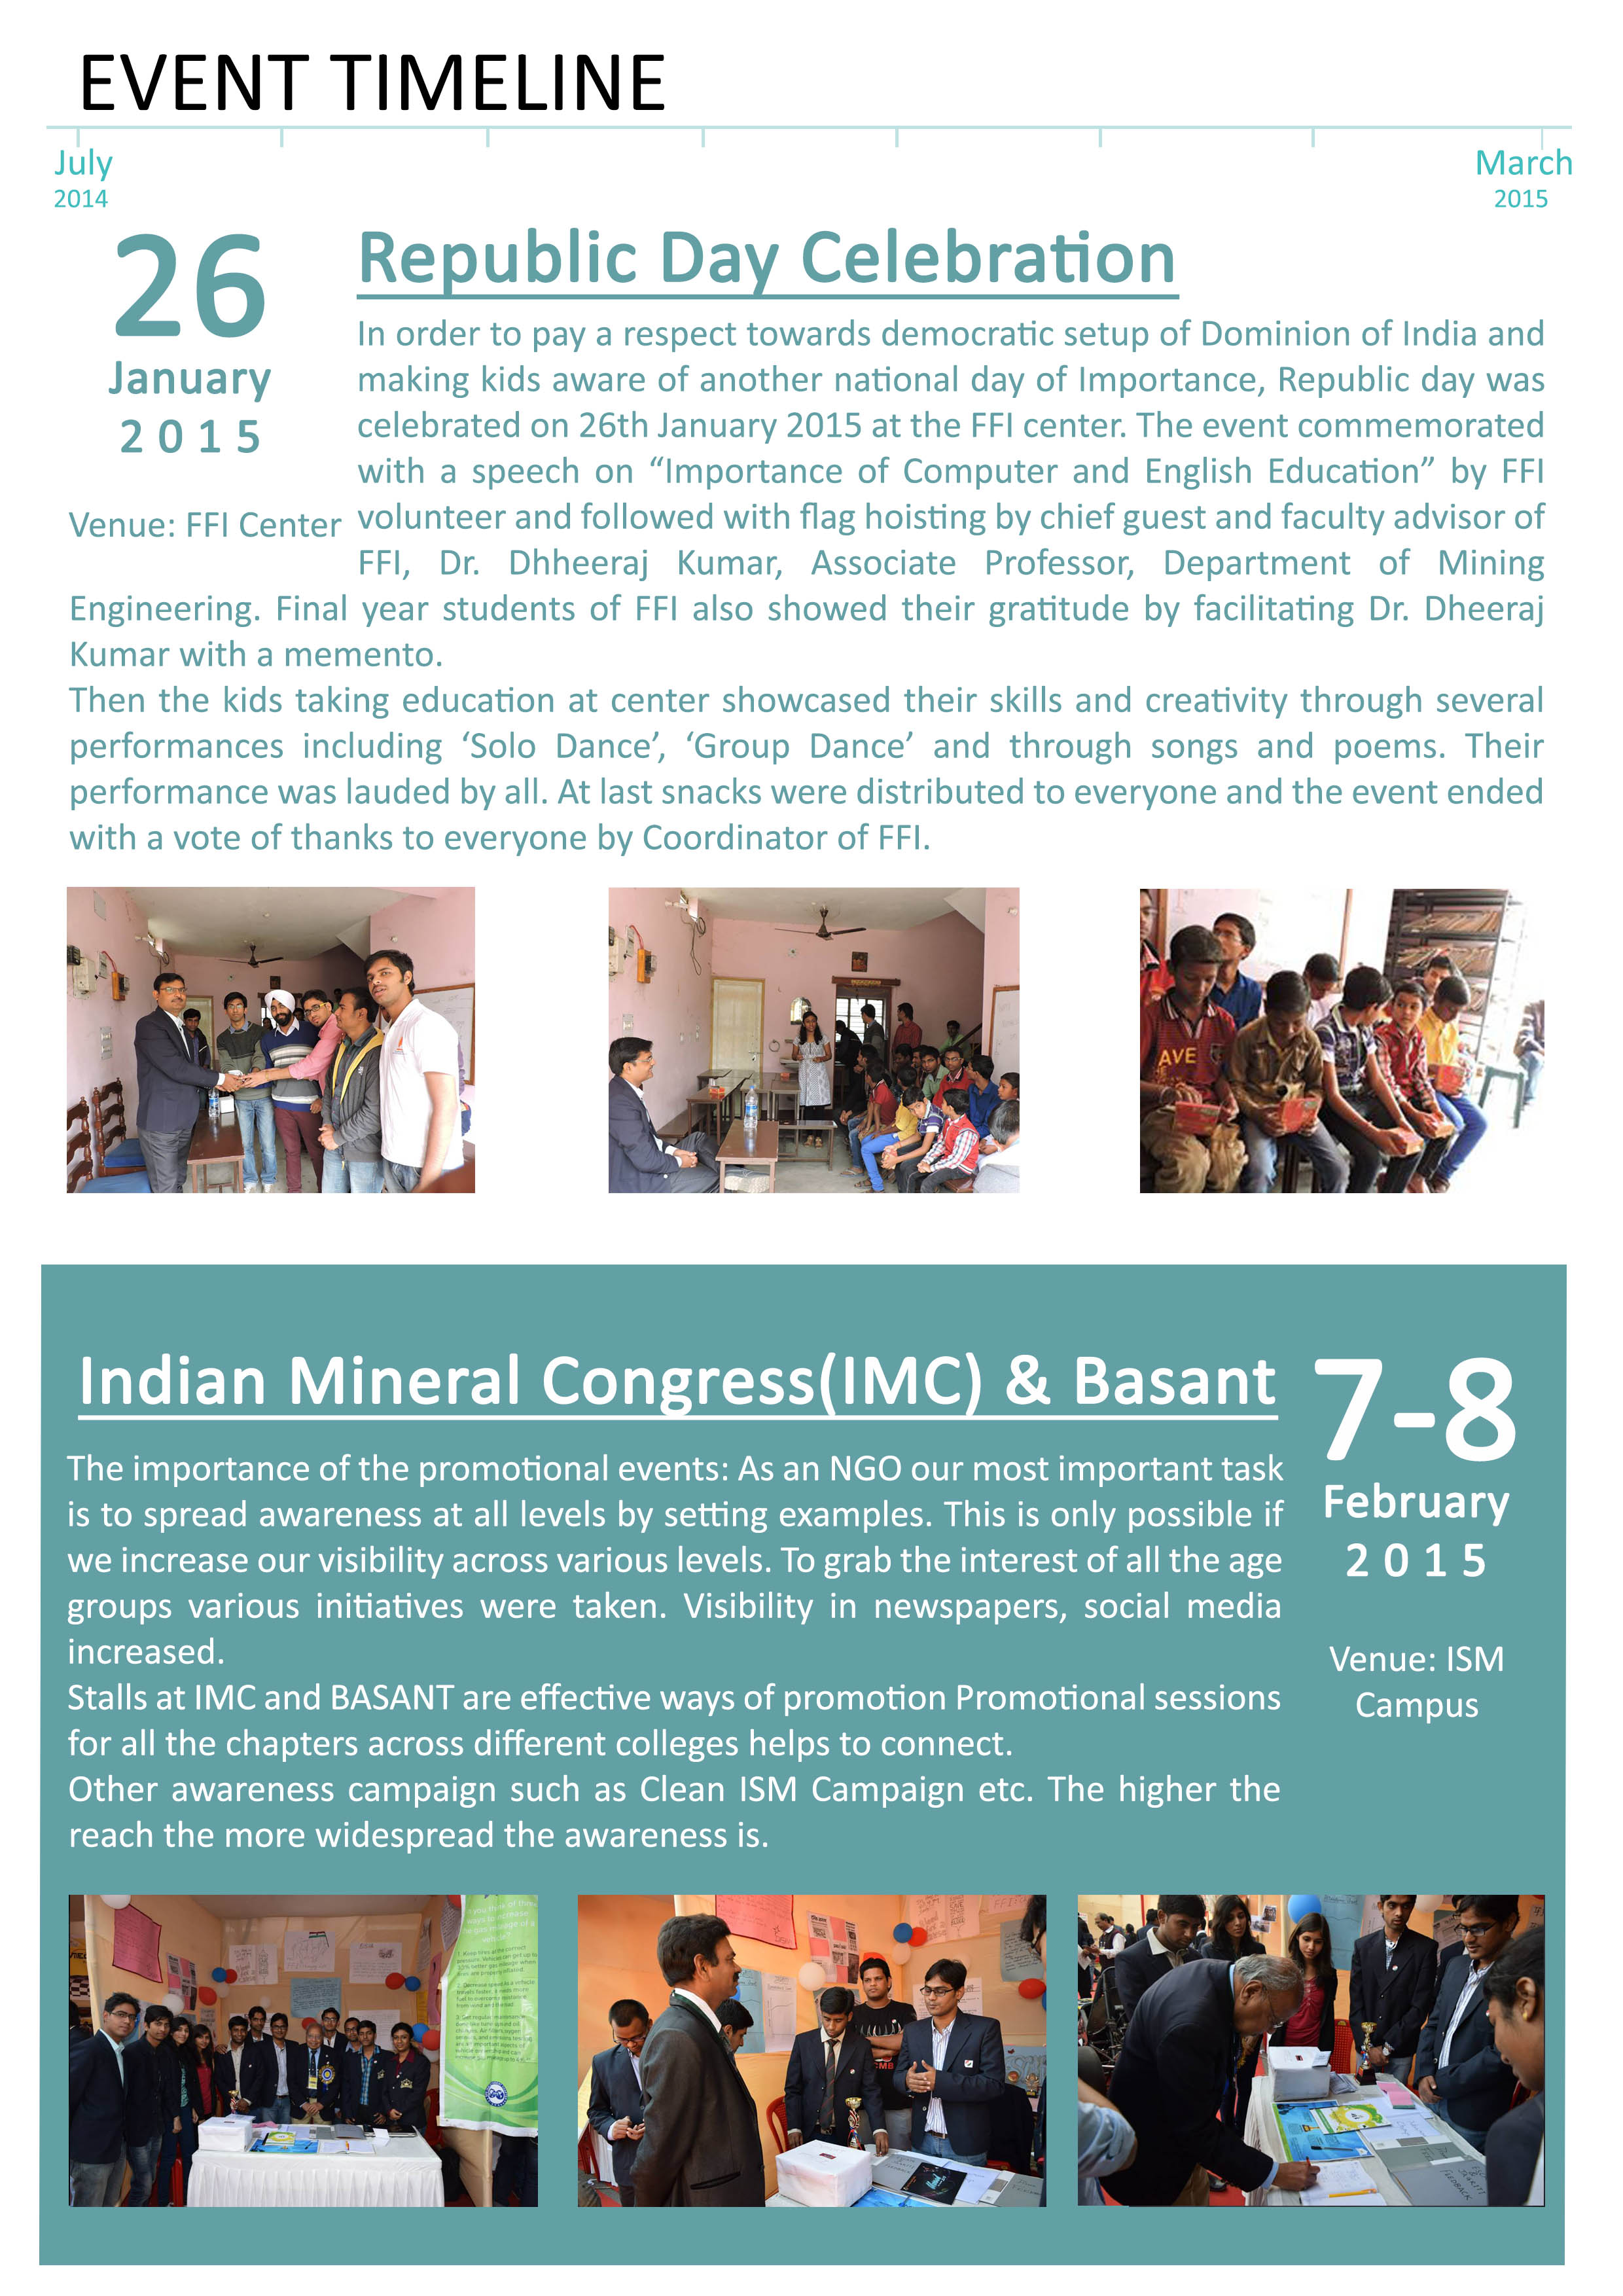 EVENT TIMELINE
July
2014
March
2015
26
January
2015
Venue: FFI Center
Republic Day Celebration
In order to pay a respect towards democratic setup of Dominion of India and
making kids aware of another national day of Importance, Republic day was
celebrated on 26th January 2015 at the FFI center. The event commemorated
with a speech on “Importance of Computer and English Education” by FFI
volunteer and followed with flag hoisting by chief guest and faculty advisor of
FFI, Dr. Dhheeraj Kumar, Associate Professor, Department of Mining
Engineering. Final year students of FFI also showed their gratitude by facilitating Dr. Dheeraj
Kumar with a memento.
Then the kids taking education at center showcased their skills and creativity through several
performances including ‘Solo Dance’, ‘Group Dance’ and through songs and poems. Their
performance was lauded by all. At last snacks were distributed to everyone and the event ended
with a vote of thanks to everyone by Coordinator of FFI.
AVE
Indian Mineral Congress(IMC) & Basant
The importance of the promotional events: As an NGO our most important task
is to spread awareness at all levels by setting examples. This is only possible if
we increase our visibility across various levels. To grab the interest of all the age
groups various initiatives were taken. Visibility in newspapers, social media
increased.
Stalls at IMC and BASANT are effective ways of promotion Promotional sessions
for all the chapters across different colleges helps to connect.
Other awareness campaign such as Clean ISM Campaign etc. The higher the
reach the more widespread the awareness is.
7-8
February
2015
Venue: ISM
Campus
FEEDBACK